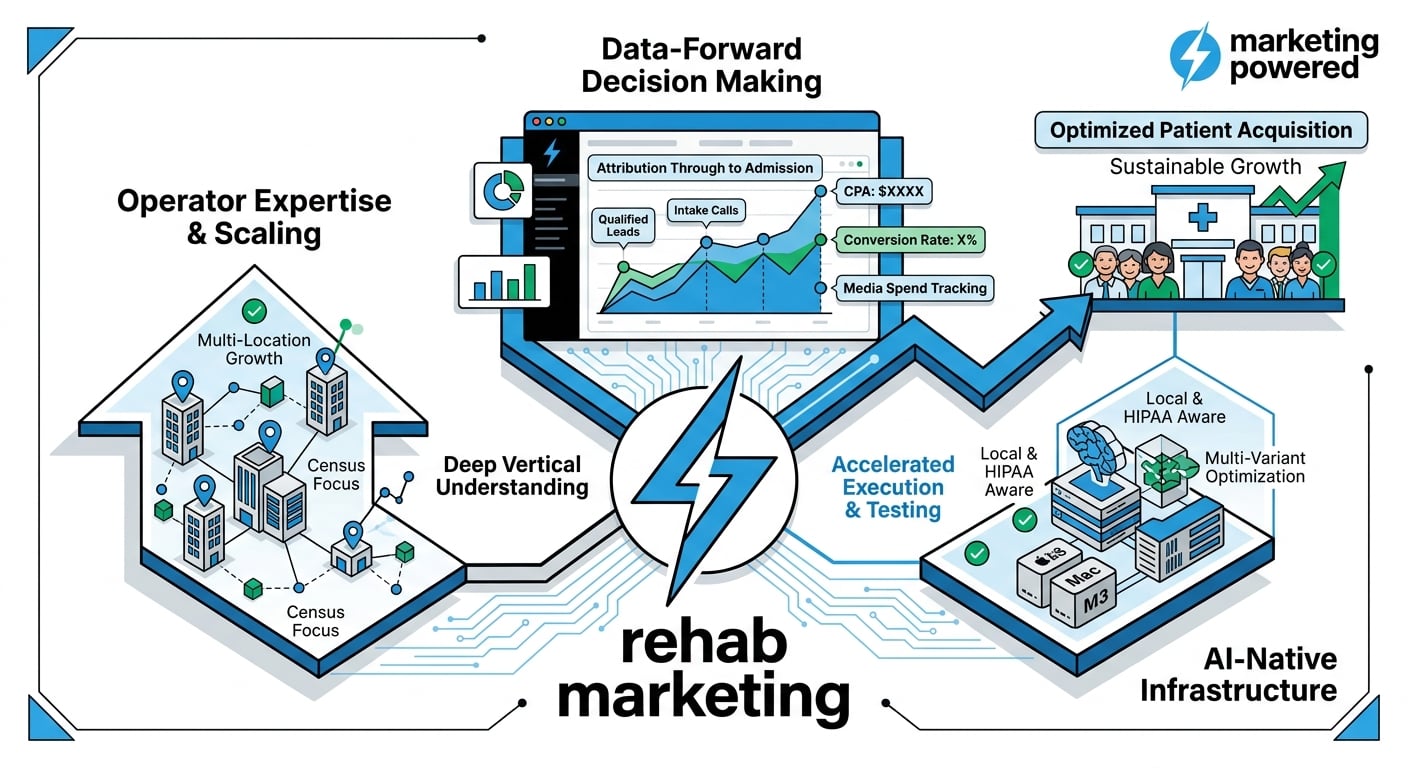 Data-Forward
Decision Making
marketing
powered
Operator Expertise
& Scaling
Multi-Location
Growth
Census
Focus
Census
Focus
Attribution Through to Admission
Qualified
Leads
Intake Calls
CPA: $XXXX
Conversion Rate: X%
Media Spend Tracking
Optimized Patient Acquisition
Sustainable Growth
Deep Vertical
Understanding
Accelerated
Execution
& Testing
Local &
HIPAA Aware
Local &
HIPAA
Aware
Multi-Variant
Optimization
Mac
M3
AI-Native
Infrastructure
rehab
marketing